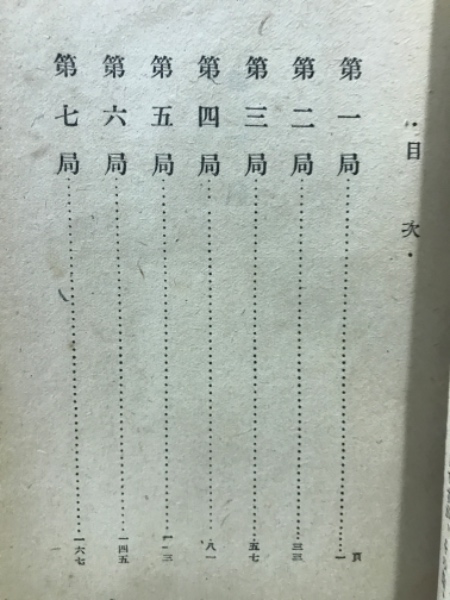 目次
第一局……一頁
第二局……三三
第三局……五七
第四局……八一
第五局……一一三
第六局……一四五
第七局……一六七